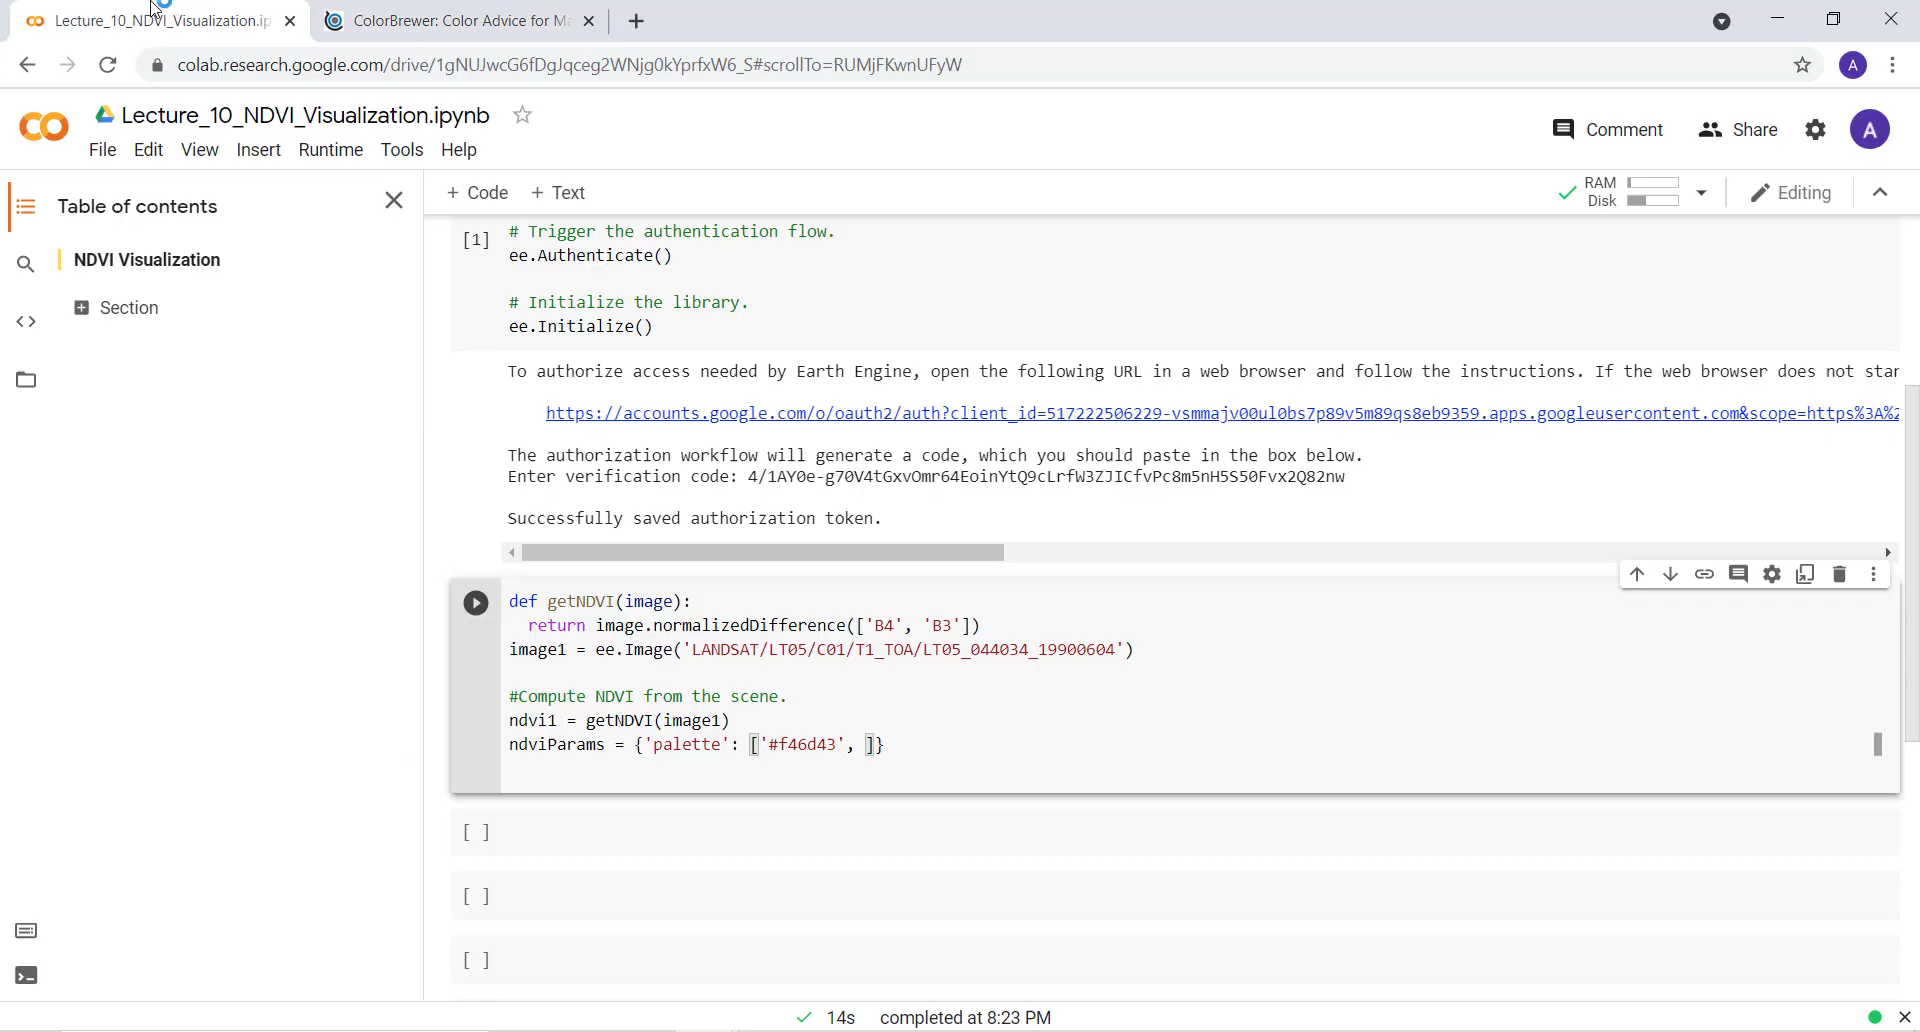 Lecture_10_NDVI_Visualization.ip
ColorBrewer: Color Advice for Ma
colab.research.google.com/drive/1gNUJwcG6fDgJqceg2WNjg0kYprfxW6_S#scrollTo=RUMjFKwnUFyW
A
Lecture_10_NDVI_Visualization.ipynb
Comment
Share
A
File Edit View Insert Runtime Tools Help
Table of contents
+ Code + Text
RAM
Disk
Editing
NDVI Visualization
Section
[1]
# Trigger the authentication flow.
ee.Authenticate()
# Initialize the library.
ee.Initialize()
To authorize access needed by Earth Engine, open the following URL in a web browser and follow the instructions. If the web browser does not star
https://accounts.google.com/o/oauth2/auth?client_id=517222506229-vsmmajv00ul0bs7p89v5m89qs8eb9359.apps.googleusercontent.com&scope=https%3A%2
The authorization workflow will generate a code, which you should paste in the box below.
Enter verification code: 4/1AY0e-g70V4tGxvOmr64EoinYtQ9cLrfW3ZJICfvPc8m5nH5S50Fvx2Q82nw
Successfully saved authorization token.
def getNDVI(image):
return image.normalizedDifference(['B4', 'B3'])
image1 = ee.Image('LANDSAT/LT05/C01/T1_TOA/LT05_044034_19900604')
#Compute NDVI from the scene.
ndvi1 = getNDVI(image1)
ndviParams = {'palette': ['#f46d43', ]}
[ ]
[ ]
[ ]
14s completed at 8:23 PM